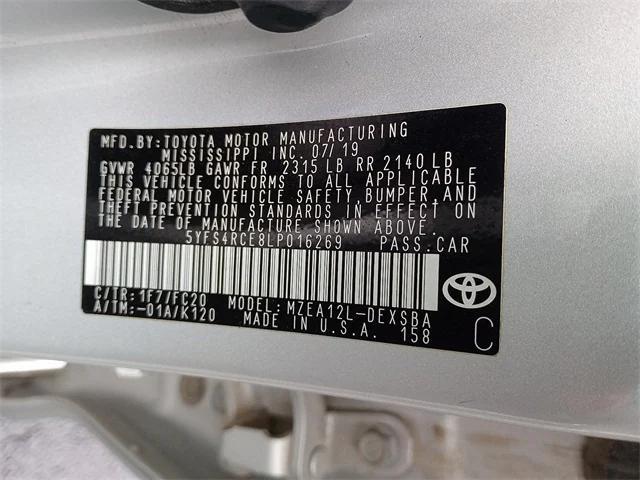 MFD. BY: TOYOTA MOTOR MANUFACTURING
MISSISSIPPI INC. 07/19
GVWR 4065LB GAWR FR 2315 LB RR 2140 LB
THIS VEHICLE CONFORMS TO ALL APPLICABLE
FEDERAL MOTOR VEHICLE SAFETY, BUMPER, AND
THEFT PREVENTION STANDARDS IN EFFECT ON
THE DATE OF MANUFACTURE SHOWN ABOVE.
5YFS4RCE8LP016269 PASS. CAR
C/TR: 1F7/FC20 MODEL: MZEA12L-DEXSBA
A/TM:-01A/K120 MADE IN U.S.A. 158
C